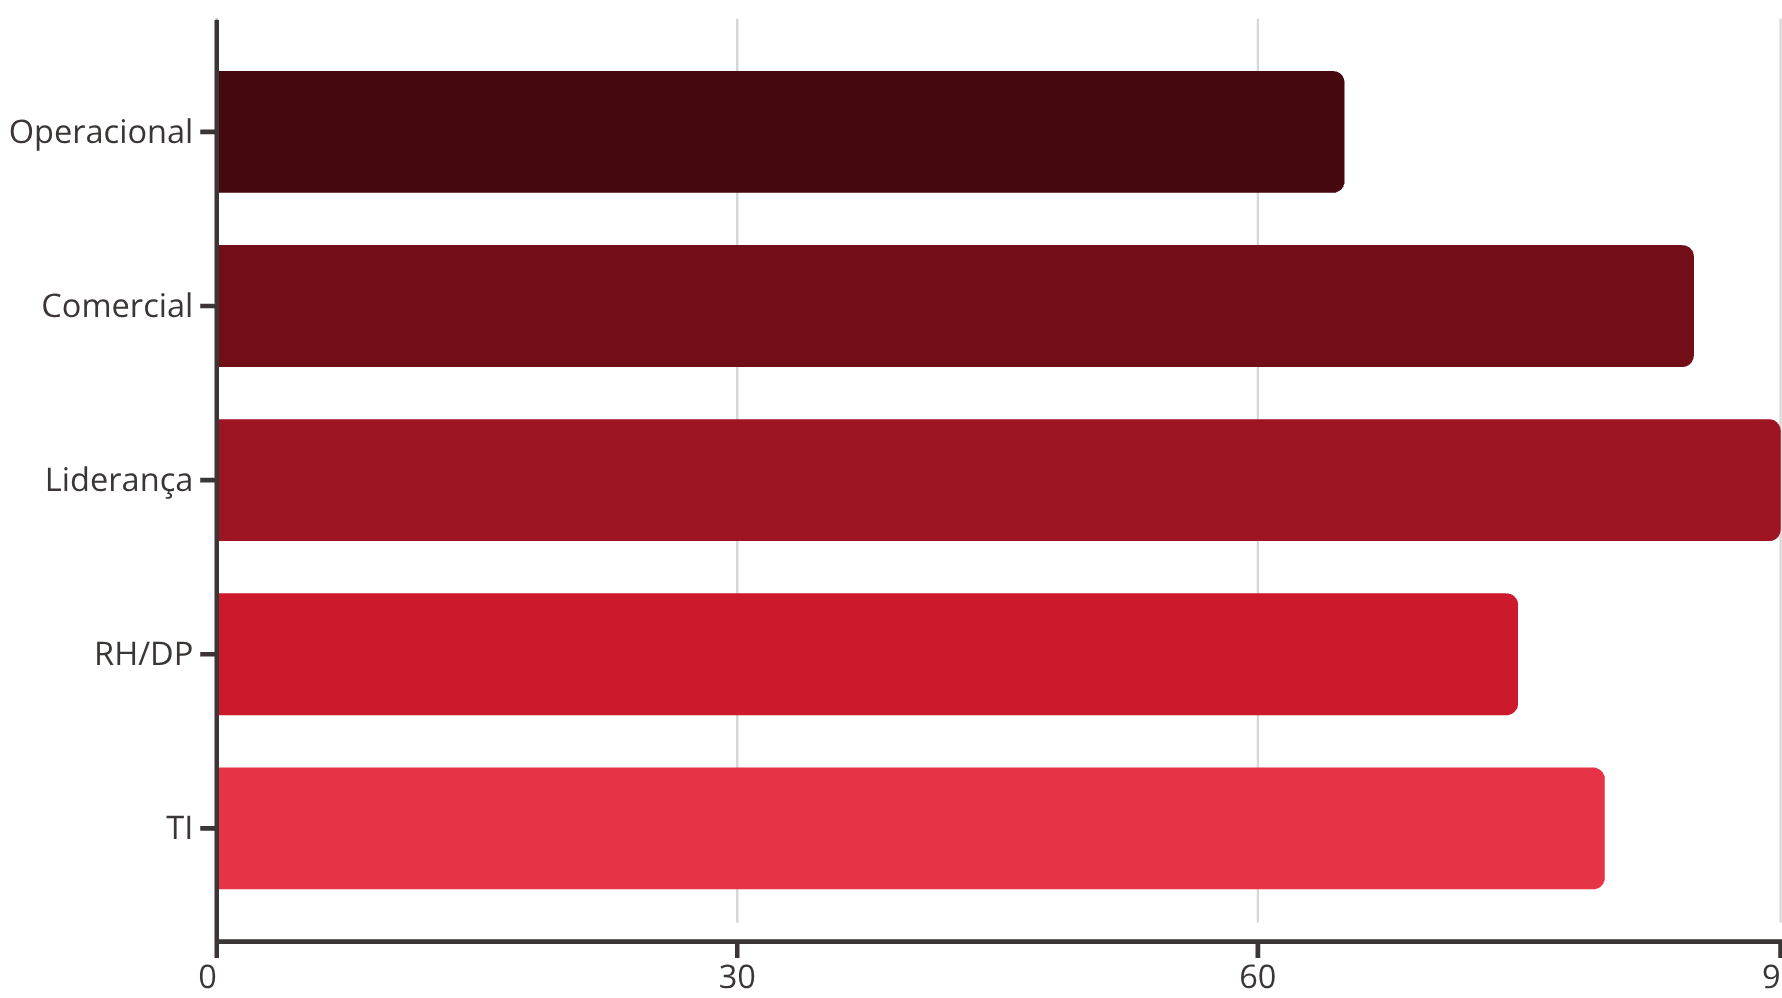 Operacional
Comercial
Liderança
RH/DP
TI
0 30 60 9